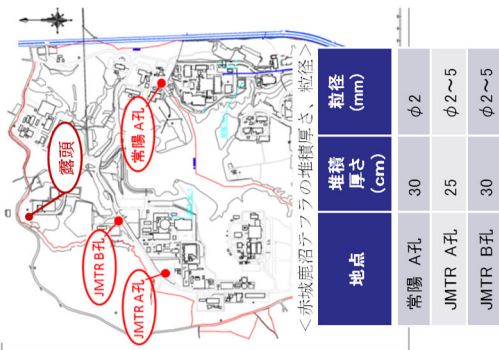 露頭
常陽A孔
JMTR B孔
JMTR A孔
＜赤城鹿沼テフラの堆積厚さ、粒径＞
地点 堆積厚さ(cm) 粒径(mm)
常陽 A孔 30 φ2
JMTR A孔 25 φ2～5
JMTR B孔 30 φ2～5